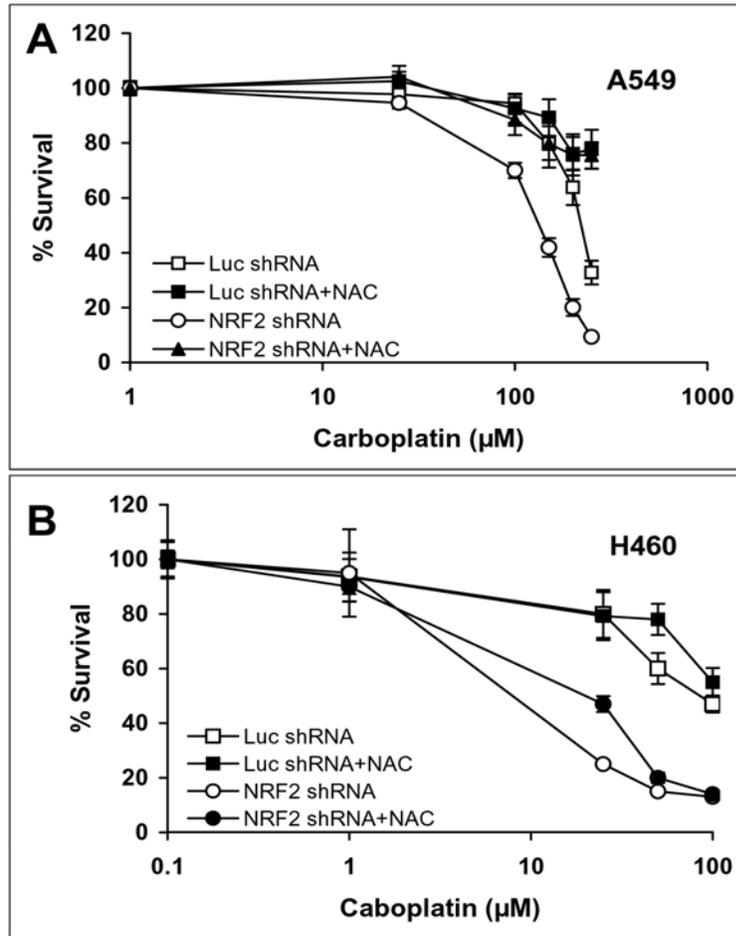 A
A549
120
100
80
60
40
20
0
% Survival
Luc shRNA
Luc shRNA+NAC
NRF2 shRNA
NRF2 shRNA+NAC
1
10
100
1000
Carboplatin (µM)
B
H460
120
100
80
60
40
20
0
% Survival
Luc shRNA
Luc shRNA+NAC
NRF2 shRNA
NRF2 shRNA+NAC
0.1
1
10
100
Caboplatin (µM)